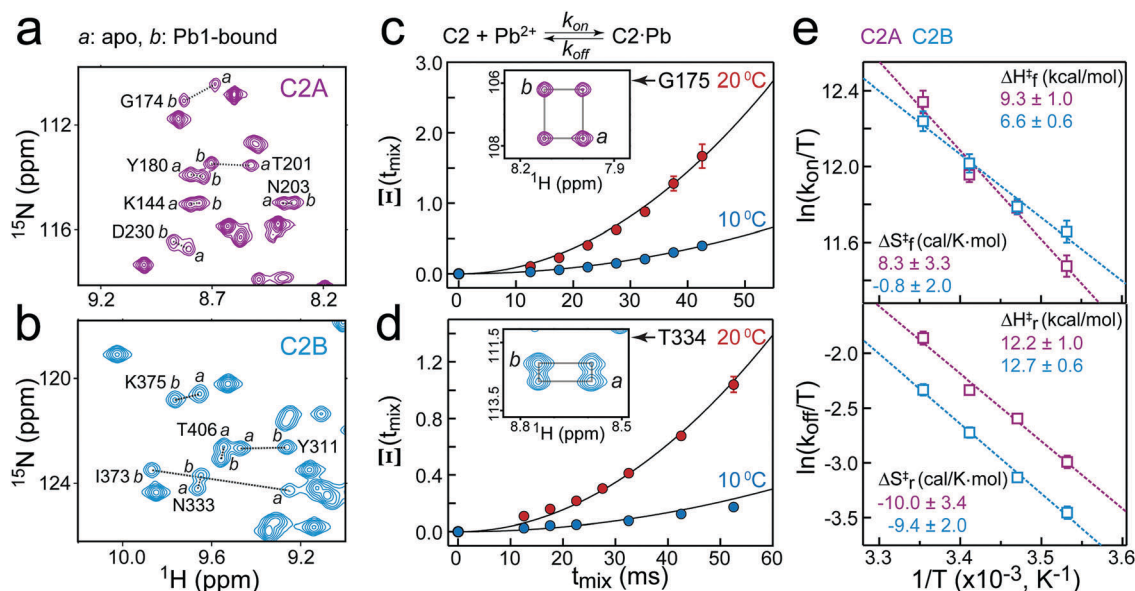 a
a: apo, b: Pb1-bound
C2A
G174 b
a
Y180 a
b
b
a T201
K144 a b
N203
a b
D230 b
a
112
116
15N (ppm)
9.2
8.7
8.2
b
C2B
K375 b
a
T406 a
b
a
b
Y311
I373 b
b
a
N333
a
120
124
15N (ppm)
10.0
9.6
1H (ppm)
c
C2 + Pb2+
kon
koff
C2·Pb
3.0
2.0
1.0
0.0
Ξ(tmix)
106
108
b
a
8.2
7.9
1H (ppm)
G175
20 0C
10 0C
0
10
20
30
40
50
d
1.2
0.8
0.4
0.0
Ξ(tmix)
111.5
113.5
b
a
8.8
8.5
1H (ppm)
T334
20 0C
10 0C
0
10
20
30
40
50
60
tmix (ms)
e
C2A C2B
ΔH‡f (kcal/mol)
9.3 ± 1.0
6.6 ± 0.6
ΔS‡f (cal/K·mol)
8.3 ± 3.3
-0.8 ± 2.0
12.4
12.0
11.6
ln(kon/T)
ΔH‡r (kcal/mol)
12.2 ± 1.0
12.7 ± 0.6
ΔS‡r (cal/K·mol)
-10.0 ± 3.4
-9.4 ± 2.0
-2.0
-2.5
-3.0
-3.5
ln(koff/T)
3.3
3.4
3.5
3.6
1/T (x10-3, K-1)